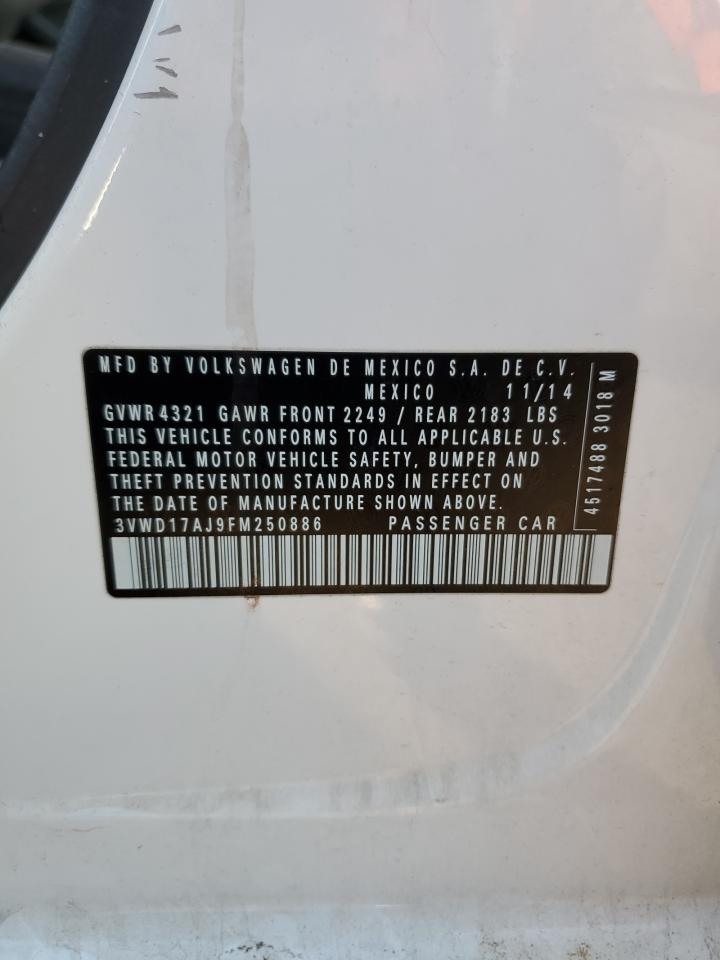 MFD BY VOLKSWAGEN DE MEXICO S.A. DE C.V.
MEXICO 11/14
GVWR 4321 GAWR FRONT 2249 / REAR 2183 LBS
THIS VEHICLE CONFORMS TO ALL APPLICABLE U.S.
FEDERAL MOTOR VEHICLE SAFETY, BUMPER AND
THEFT PREVENTION STANDARDS IN EFFECT ON
THE DATE OF MANUFACTURE SHOWN ABOVE.
3VWD17AJ9FM250886 PASSENGER CAR
4517488 3018 M